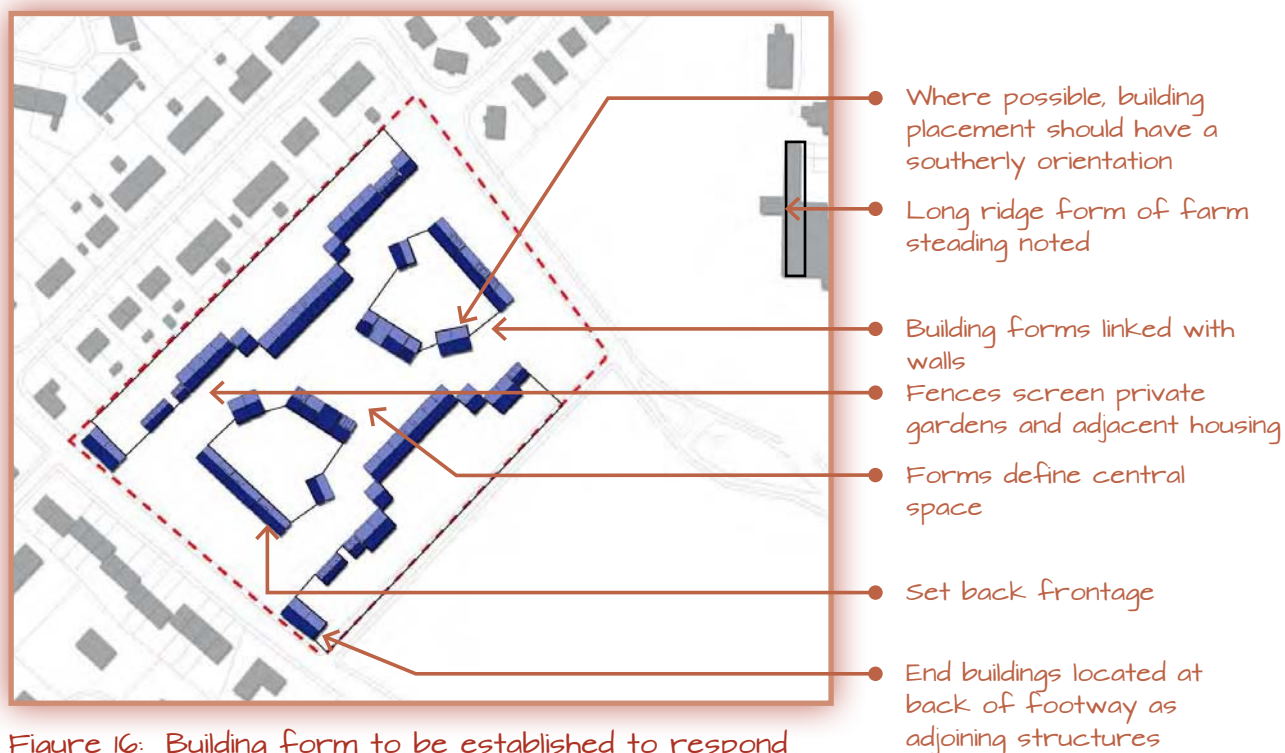 Where possible, building
placement should have a
southerly orientation
Long ridge form of farm
steading noted
Building forms linked with
walls
Fences screen private
gardens and adjacent housing
Forms define central
space
Set back frontage
End buildings located at
back of footway as
adjoining structures
Figure 16: Building form to be established to respond